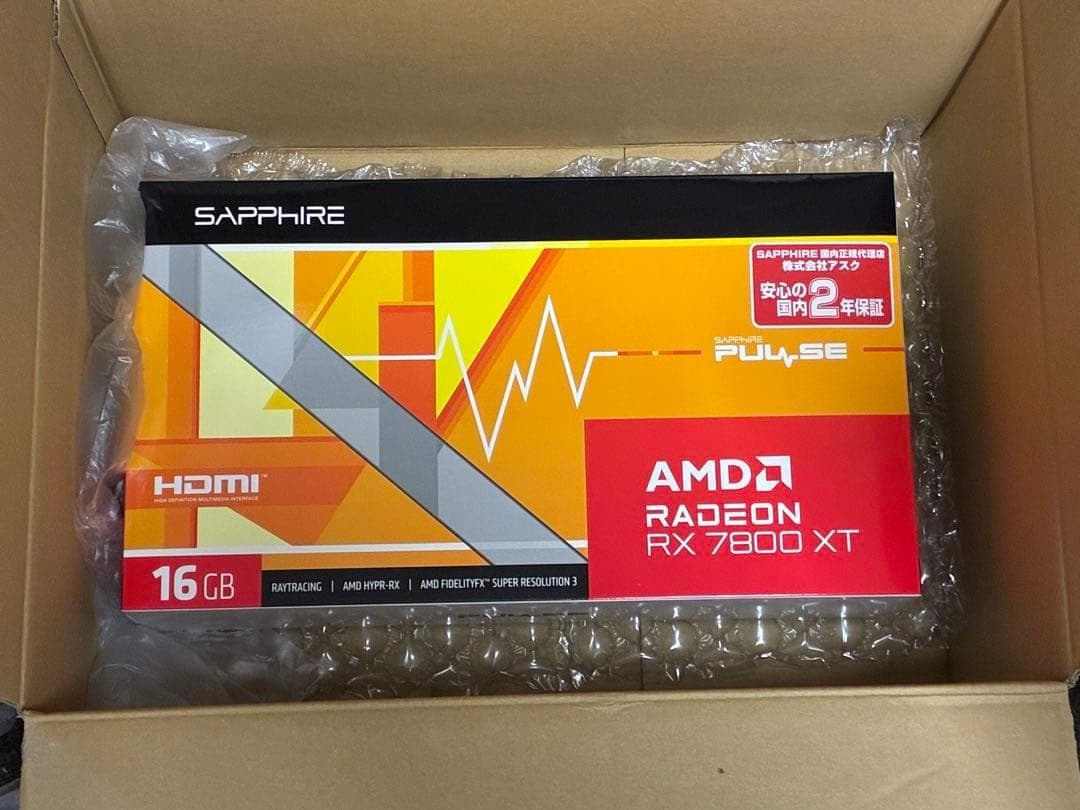 SAPPHIRE
SAPPHIRE 国内正規代理店
株式会社アスク
安心の
国内2年保証
SAPPHIRE
PULSE
HDMI™
HIGH DEFINITION MULTIMEDIA INTERFACE
AMD
RADEON
RX 7800 XT
16 GB
RAYTRACING | AMD HYPR-RX | AMD FIDELITYFX™ SUPER RESOLUTION 3